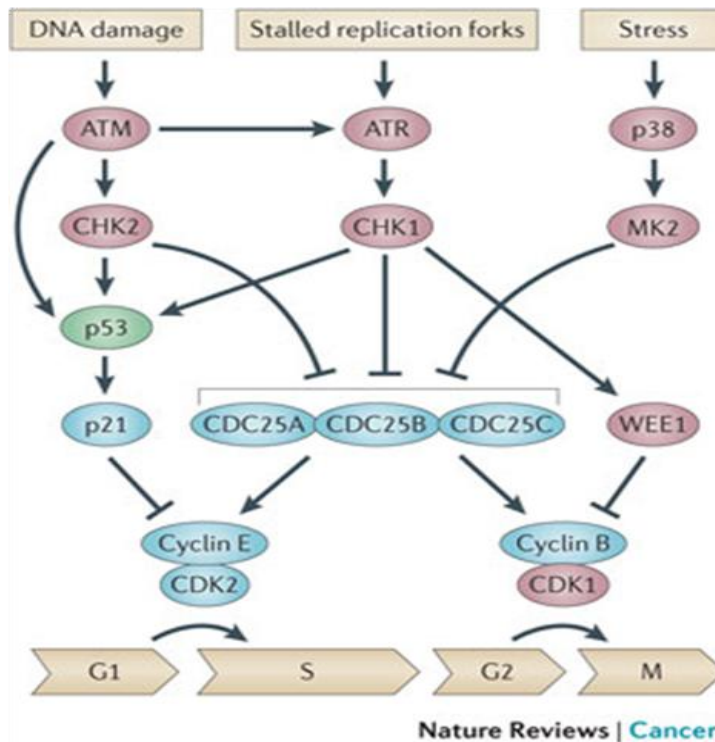 DNA damage
Stalled replication forks
Stress
ATM
ATR
p38
CHK2
CHK1
MK2
p53
p21
CDC25A
CDC25B
CDC25C
WEE1
Cyclin E
Cyclin B
CDK2
CDK1
G1
S
G2
M
Nature Reviews | Cancer